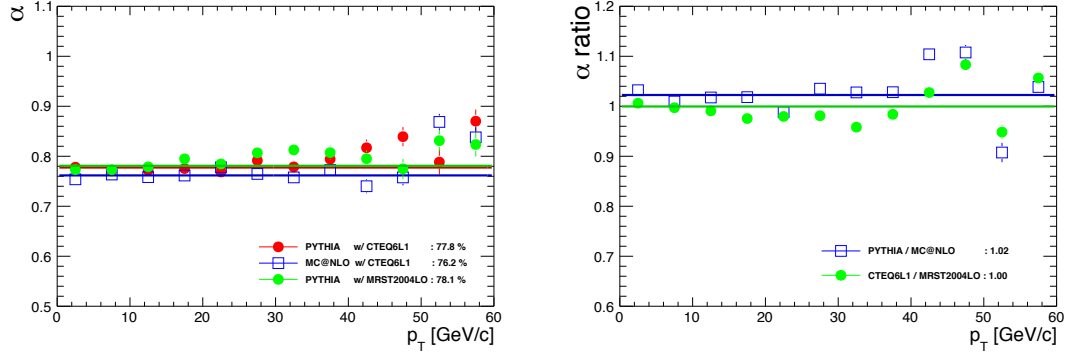 α
1
0.9
0.8
0.7
0.6
0.5
0 10 20 30 40 50 60
p_T [GeV/c]
PYTHIA w/ CTEQ6L1 : 77.8 %
MC@NLO w/ CTEQ6L1 : 76.2 %
PYTHIA w/ MRST2004LO : 78.1 %
α ratio
1.2
1.1
1
0.9
0.8
0.7
0.6
0 10 20 30 40 50 60
p_T [GeV/c]
PYTHIA / MC@NLO : 1.02
CTEQ6L1 / MRST2004LO : 1.00